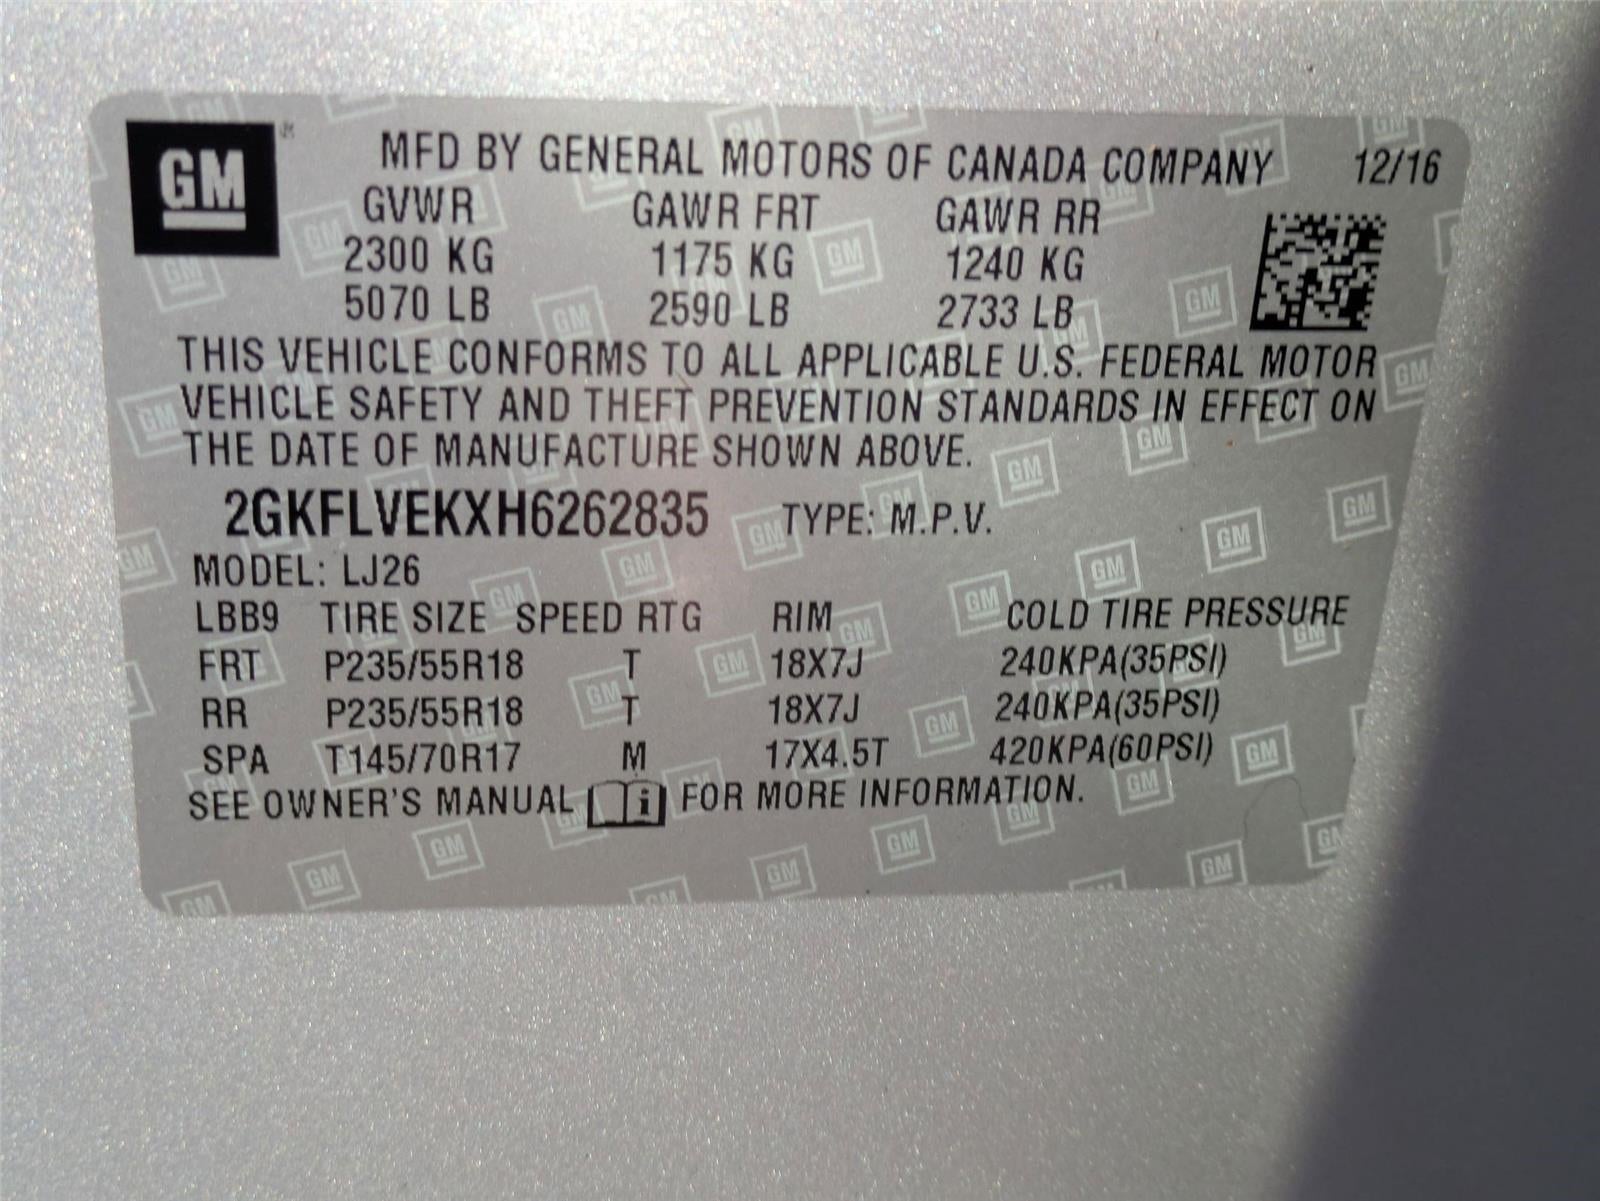 GM
MFD BY GENERAL MOTORS OF CANADA COMPANY 12/16
GVWR GAWR FRT GAWR RR
2300 KG 1175 KG 1240 KG
5070 LB 2590 LB 2733 LB
THIS VEHICLE CONFORMS TO ALL APPLICABLE U.S. FEDERAL MOTOR
VEHICLE SAFETY AND THEFT PREVENTION STANDARDS IN EFFECT ON
THE DATE OF MANUFACTURE SHOWN ABOVE.
2GKFLVEKXH6262835 TYPE: M.P.V.
MODEL: LJ26
LBB9 TIRE SIZE SPEED RTG RIM COLD TIRE PRESSURE
FRT P235/55R18 T 18X7J 240KPA(35PSI)
RR P235/55R18 T 18X7J 240KPA(35PSI)
SPA T145/70R17 M 17X4.5T 420KPA(60PSI)
SEE OWNER'S MANUAL i FOR MORE INFORMATION.